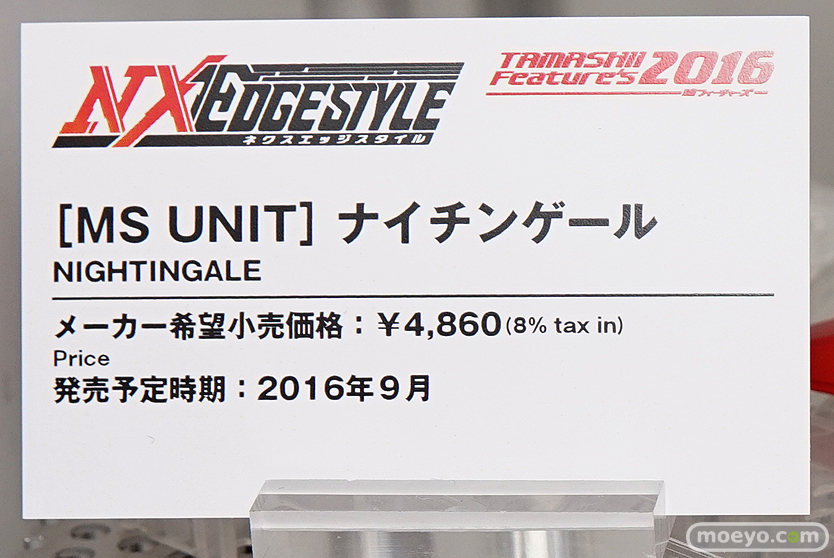 NXEDGESTYLE
ネクスエッジスタイル
TAMASHII
Feature's 2016
魂フィーチャーズ
[MS UNIT] ナイチンゲール
NIGHTINGALE
メーカー希望小売価格：￥4,860(8% tax in)
Price
発売予定時期：2016年９月
moeyo.com